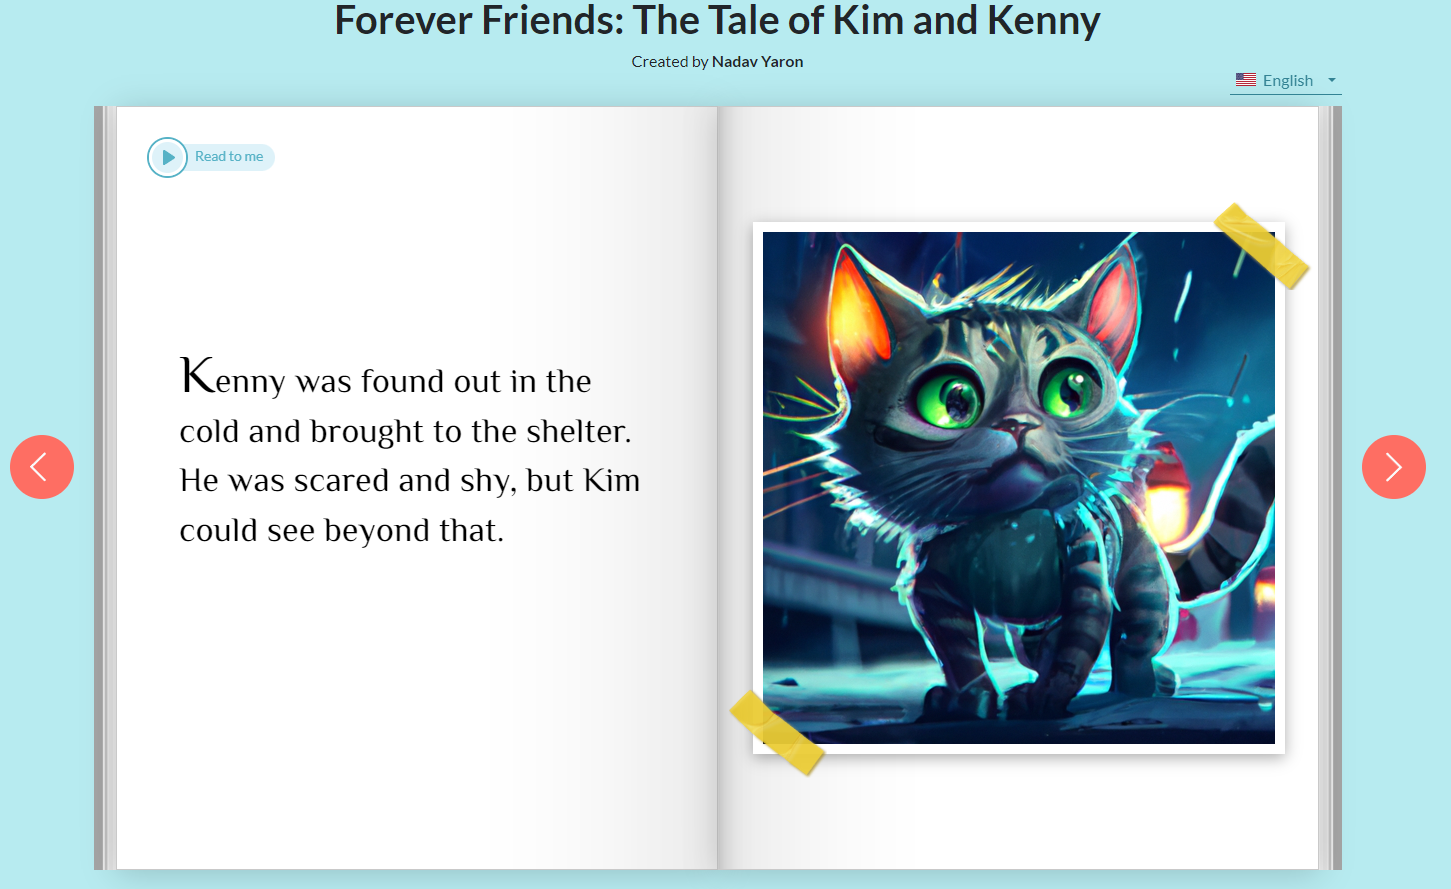 Forever Friends: The Tale of Kim and Kenny
Created by Nadav Yaron
English
Read to me
Kenny was found out in the
cold and brought to the shelter.
He was scared and shy, but Kim
could see beyond that.